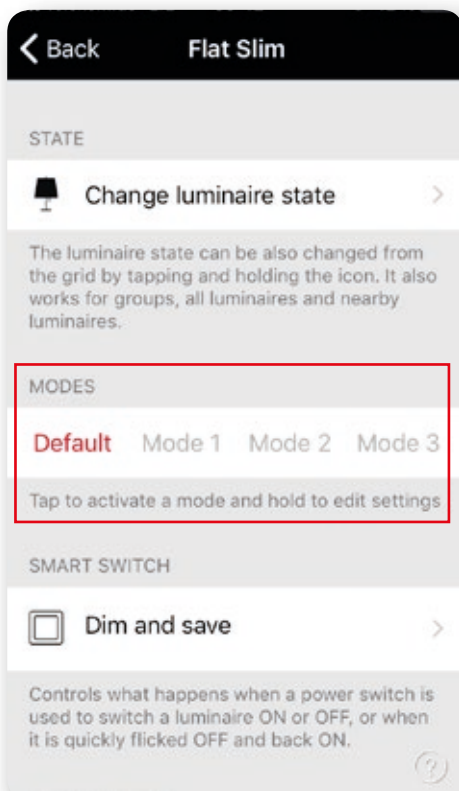 Back
Flat Slim
STATE
Change luminaire state
The luminaire state can be also changed from
the grid by tapping and holding the icon. It also
works for groups, all luminaires and nearby
luminaires.
MODES
Default Mode 1 Mode 2 Mode 3
Tap to activate a mode and hold to edit settings
SMART SWITCH
Dim and save
Controls what happens when a power switch is
used to switch a luminaire ON or OFF, or when
it is quickly flicked OFF and back ON.
?